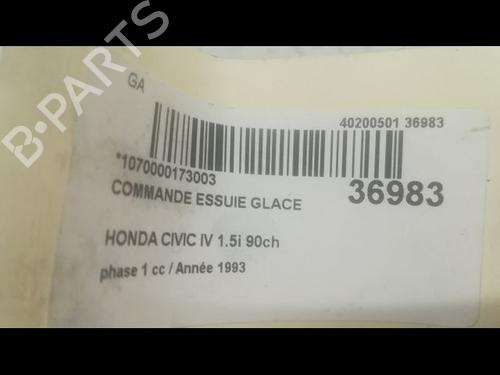 GA
40200501 36983
*1070000173003
COMMANDE ESSUIE GLACE
36983
HONDA CIVIC IV 1.5i 90ch
phase 1 cc / Année 1993
B-PARTS